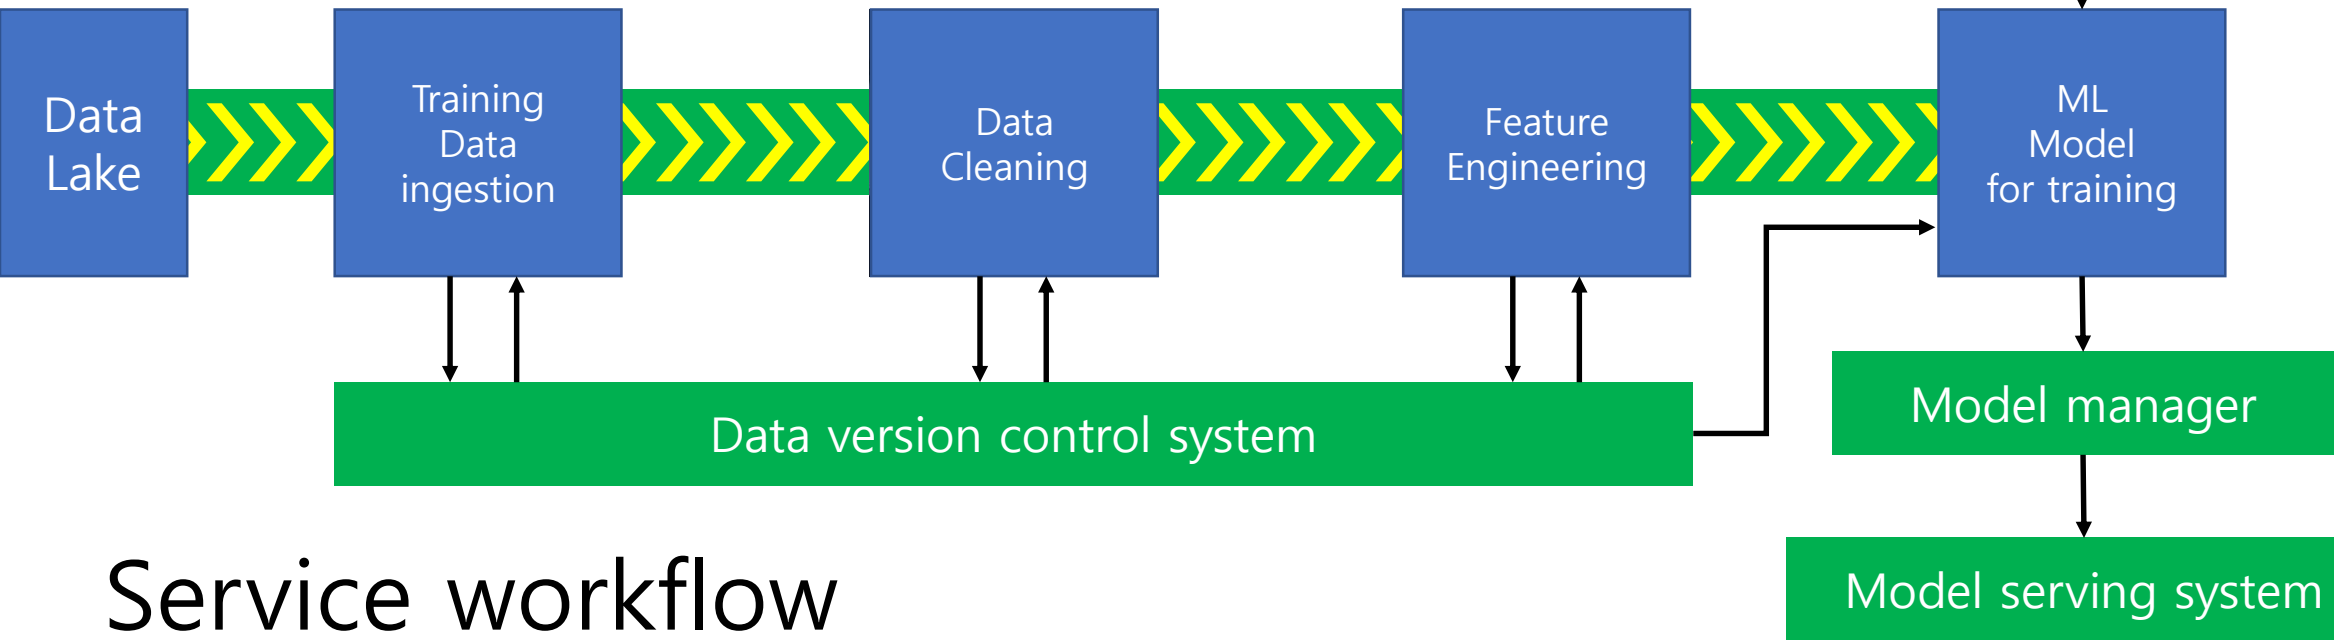 Data
Lake
Training
Data
ingestion
Data
Cleaning
Feature
Engineering
ML
Model
for training
Data version control system
Model manager
Model serving system
Service workflow